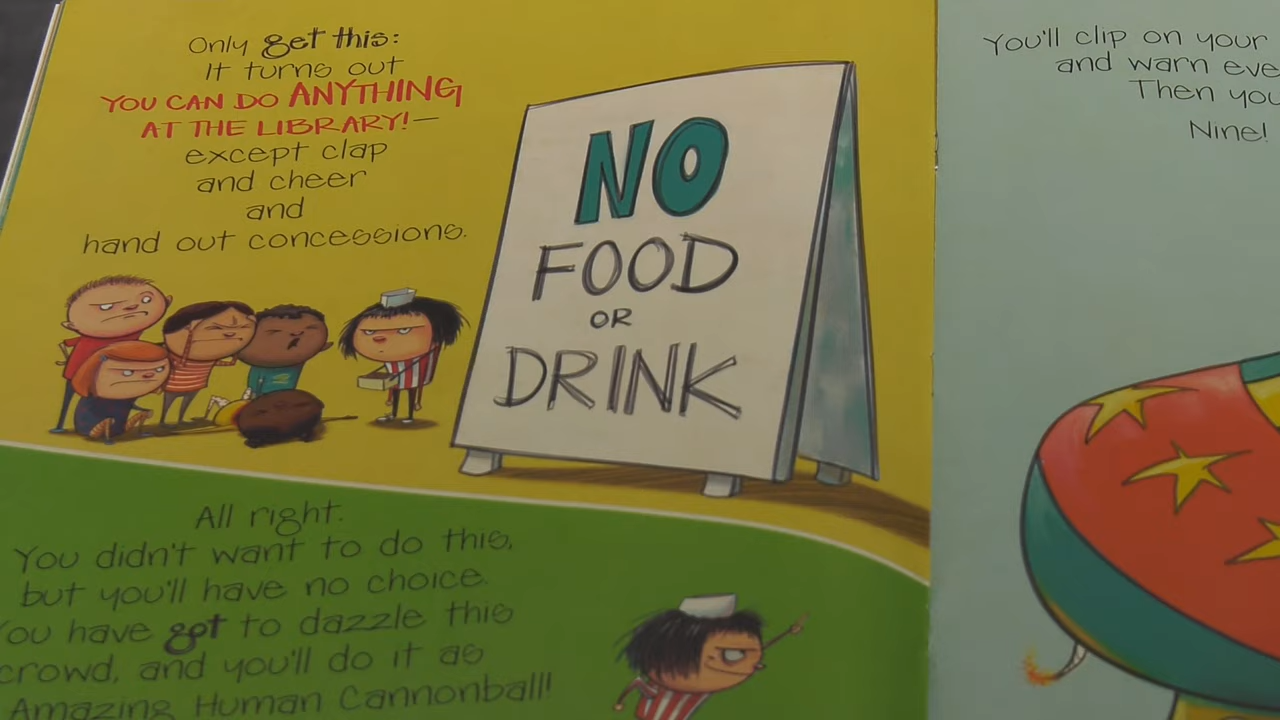 Only get this:
It turns out
YOU CAN DO ANYTHING
AT THE LIBRARY!—
except clap
and cheer
and
hand out concessions.
NO
FOOD
OR
DRINK
All right.
You didn't want to do this,
but you'll have no choice.
You have got to dazzle this
crowd, and you'll do it as
Amazing Human Cannonball!
You'll clip on your
and warn
Then
Nine!